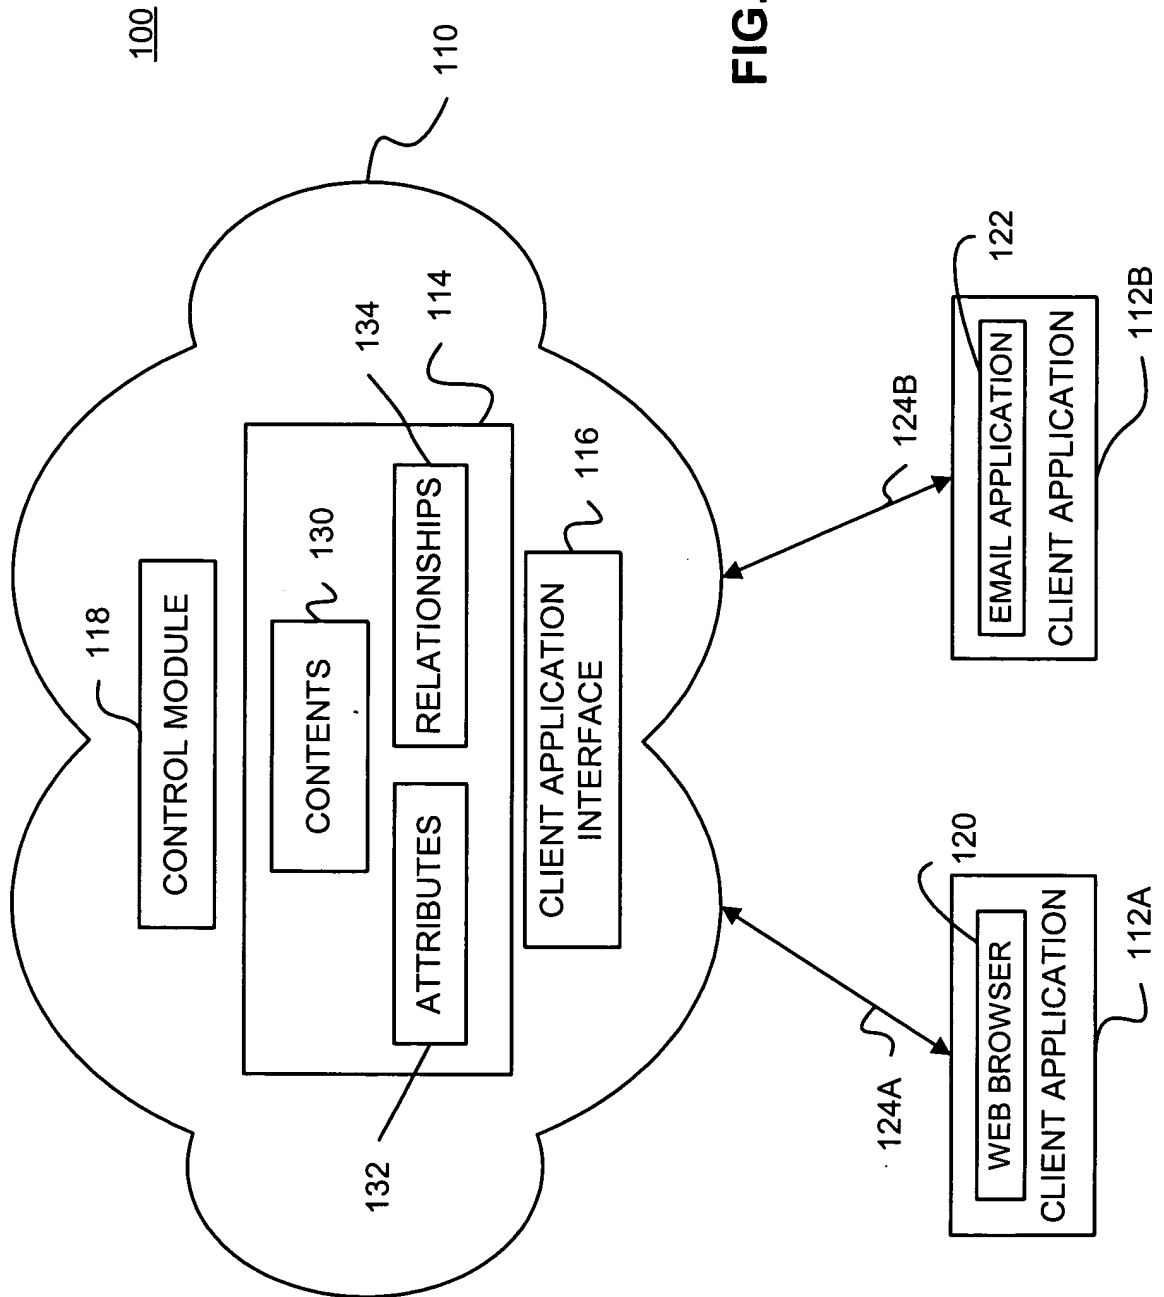 100
110
118
CONTROL MODULE
114
130
CONTENTS
134
132
ATTRIBUTES
RELATIONSHIPS
116
CLIENT APPLICATION
INTERFACE
124A
124B
120
WEB BROWSER
CLIENT APPLICATION
112A
122
EMAIL APPLICATION
CLIENT APPLICATION
112B
FIG.